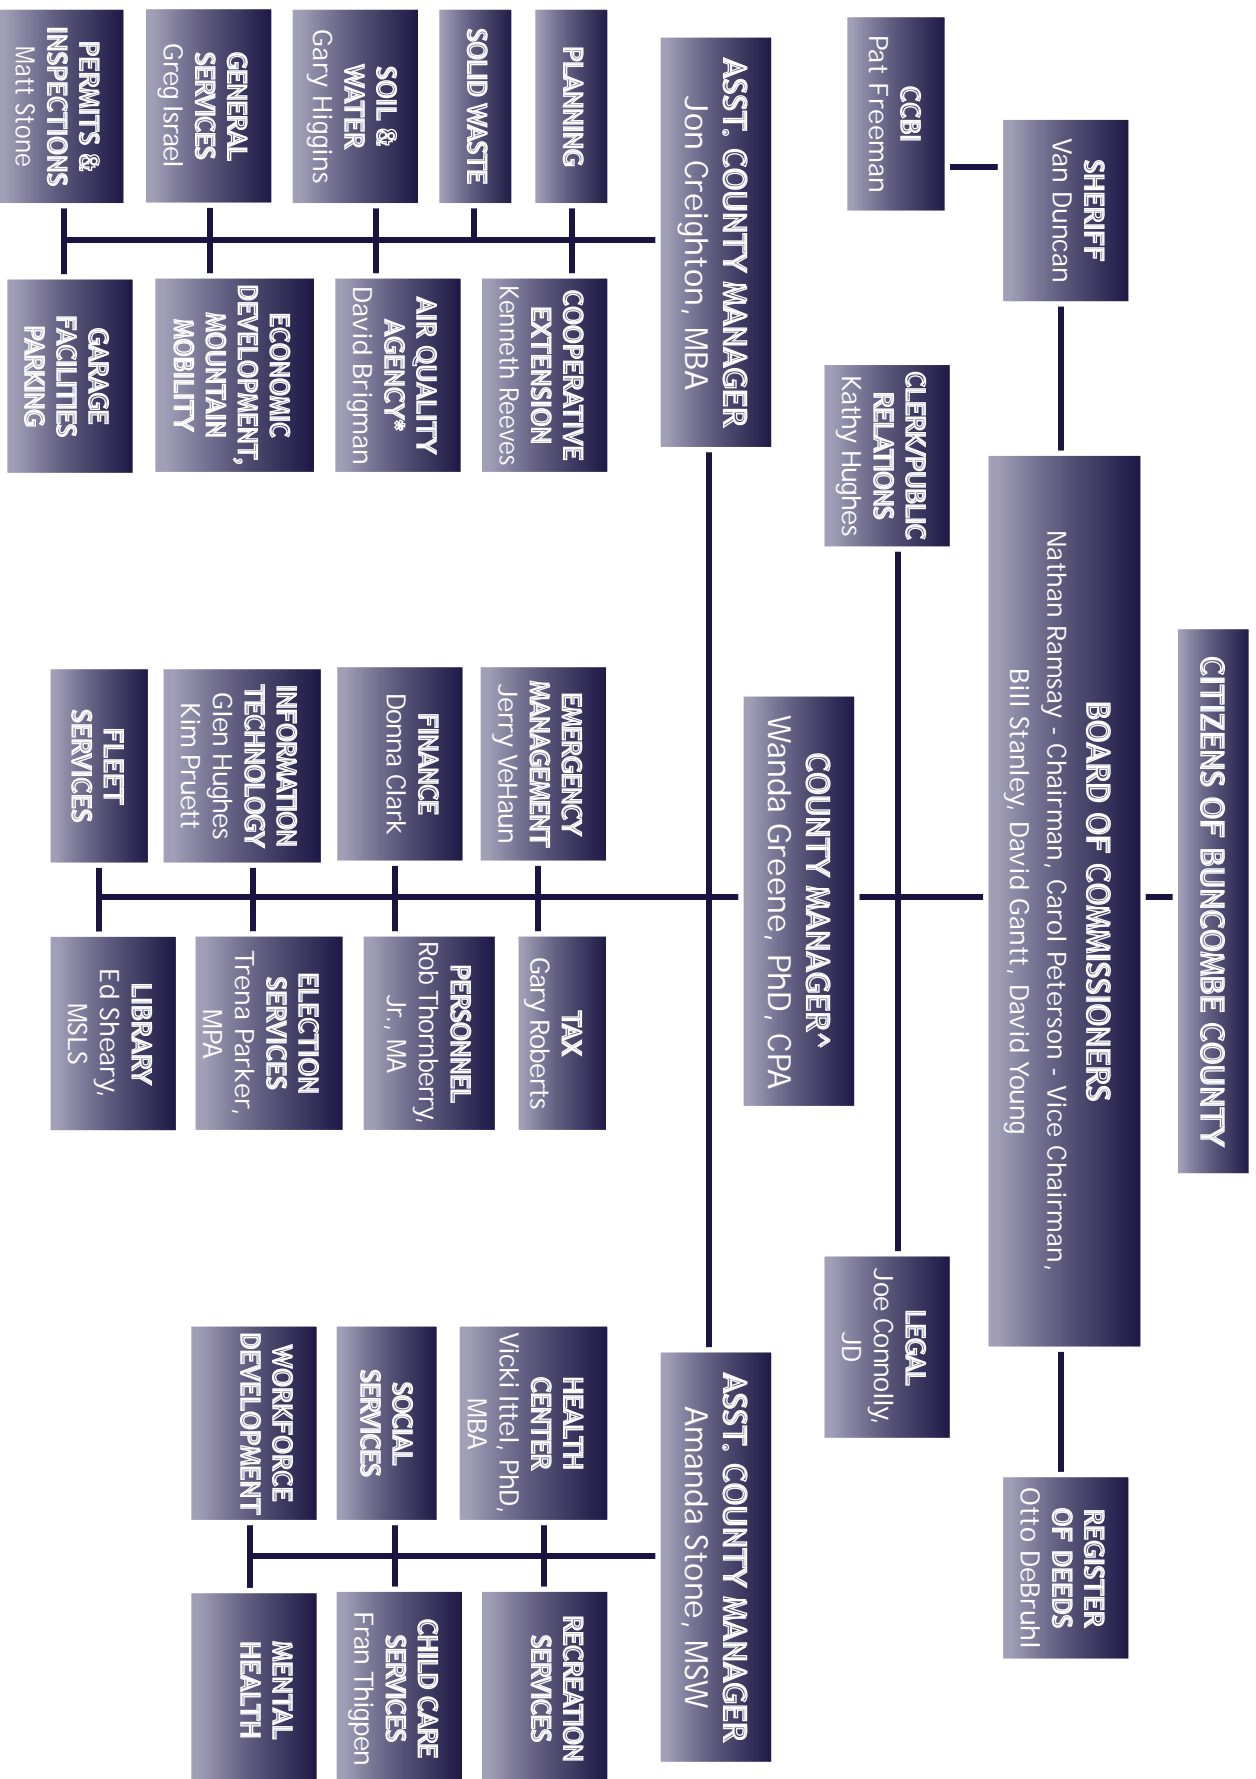 CITIZENS OF BUNCOMBE COUNTY
BOARD OF COMMISSIONERS
Nathan Ramsay - Chairman, Carol Peterson - Vice Chairman,
Bill Stanley, David Gantt, David Young
SHERIFF
Van Duncan
REGISTER
OF DEEDS
Otto DeBruhl
CCBI
Pat Freeman
CLERK/PUBLIC
RELATIONS
Kathy Hughes
LEGAL
Joe Connolly,
JD
COUNTY MANAGER^
Wanda Greene, PhD, CPA
ASST. COUNTY MANAGER
Jon Creighton, MBA
ASST. COUNTY MANAGER
Amanda Stone, MSW
PLANNING
COOPERATIVE
EXTENSION
Kenneth Reeves
SOLID WASTE
SOIL &
WATER
Gary Higgins
AIR QUALITY
AGENCY*
David Brigman
GENERAL
SERVICES
Greg Israel
ECONOMIC
DEVELOPMENT,
MOUNTAIN
MOBILITY
PERMITS &
INSPECTIONS
Matt Stone
GARAGE
FACILITIES
PARKING
EMERGENCY
MANAGEMENT
Jerry VeHaun
TAX
Gary Roberts
FINANCE
Donna Clark
PERSONNEL
Rob Thornberry,
Jr., MA
INFORMATION
TECHNOLOGY
Glen Hughes
Kim Pruett
ELECTION
SERVICES
Trena Parker,
MPA
FLEET
SERVICES
LIBRARY
Ed Sheary,
MSLS
HEALTH
CENTER
Vicki Ittel, PhD,
MBA
RECREATION
SERVICES
SOCIAL
SERVICES
CHILD CARE
SERVICES
Fran Thigpen
WORKFORCE
DEVELOPMENT
MENTAL
HEALTH